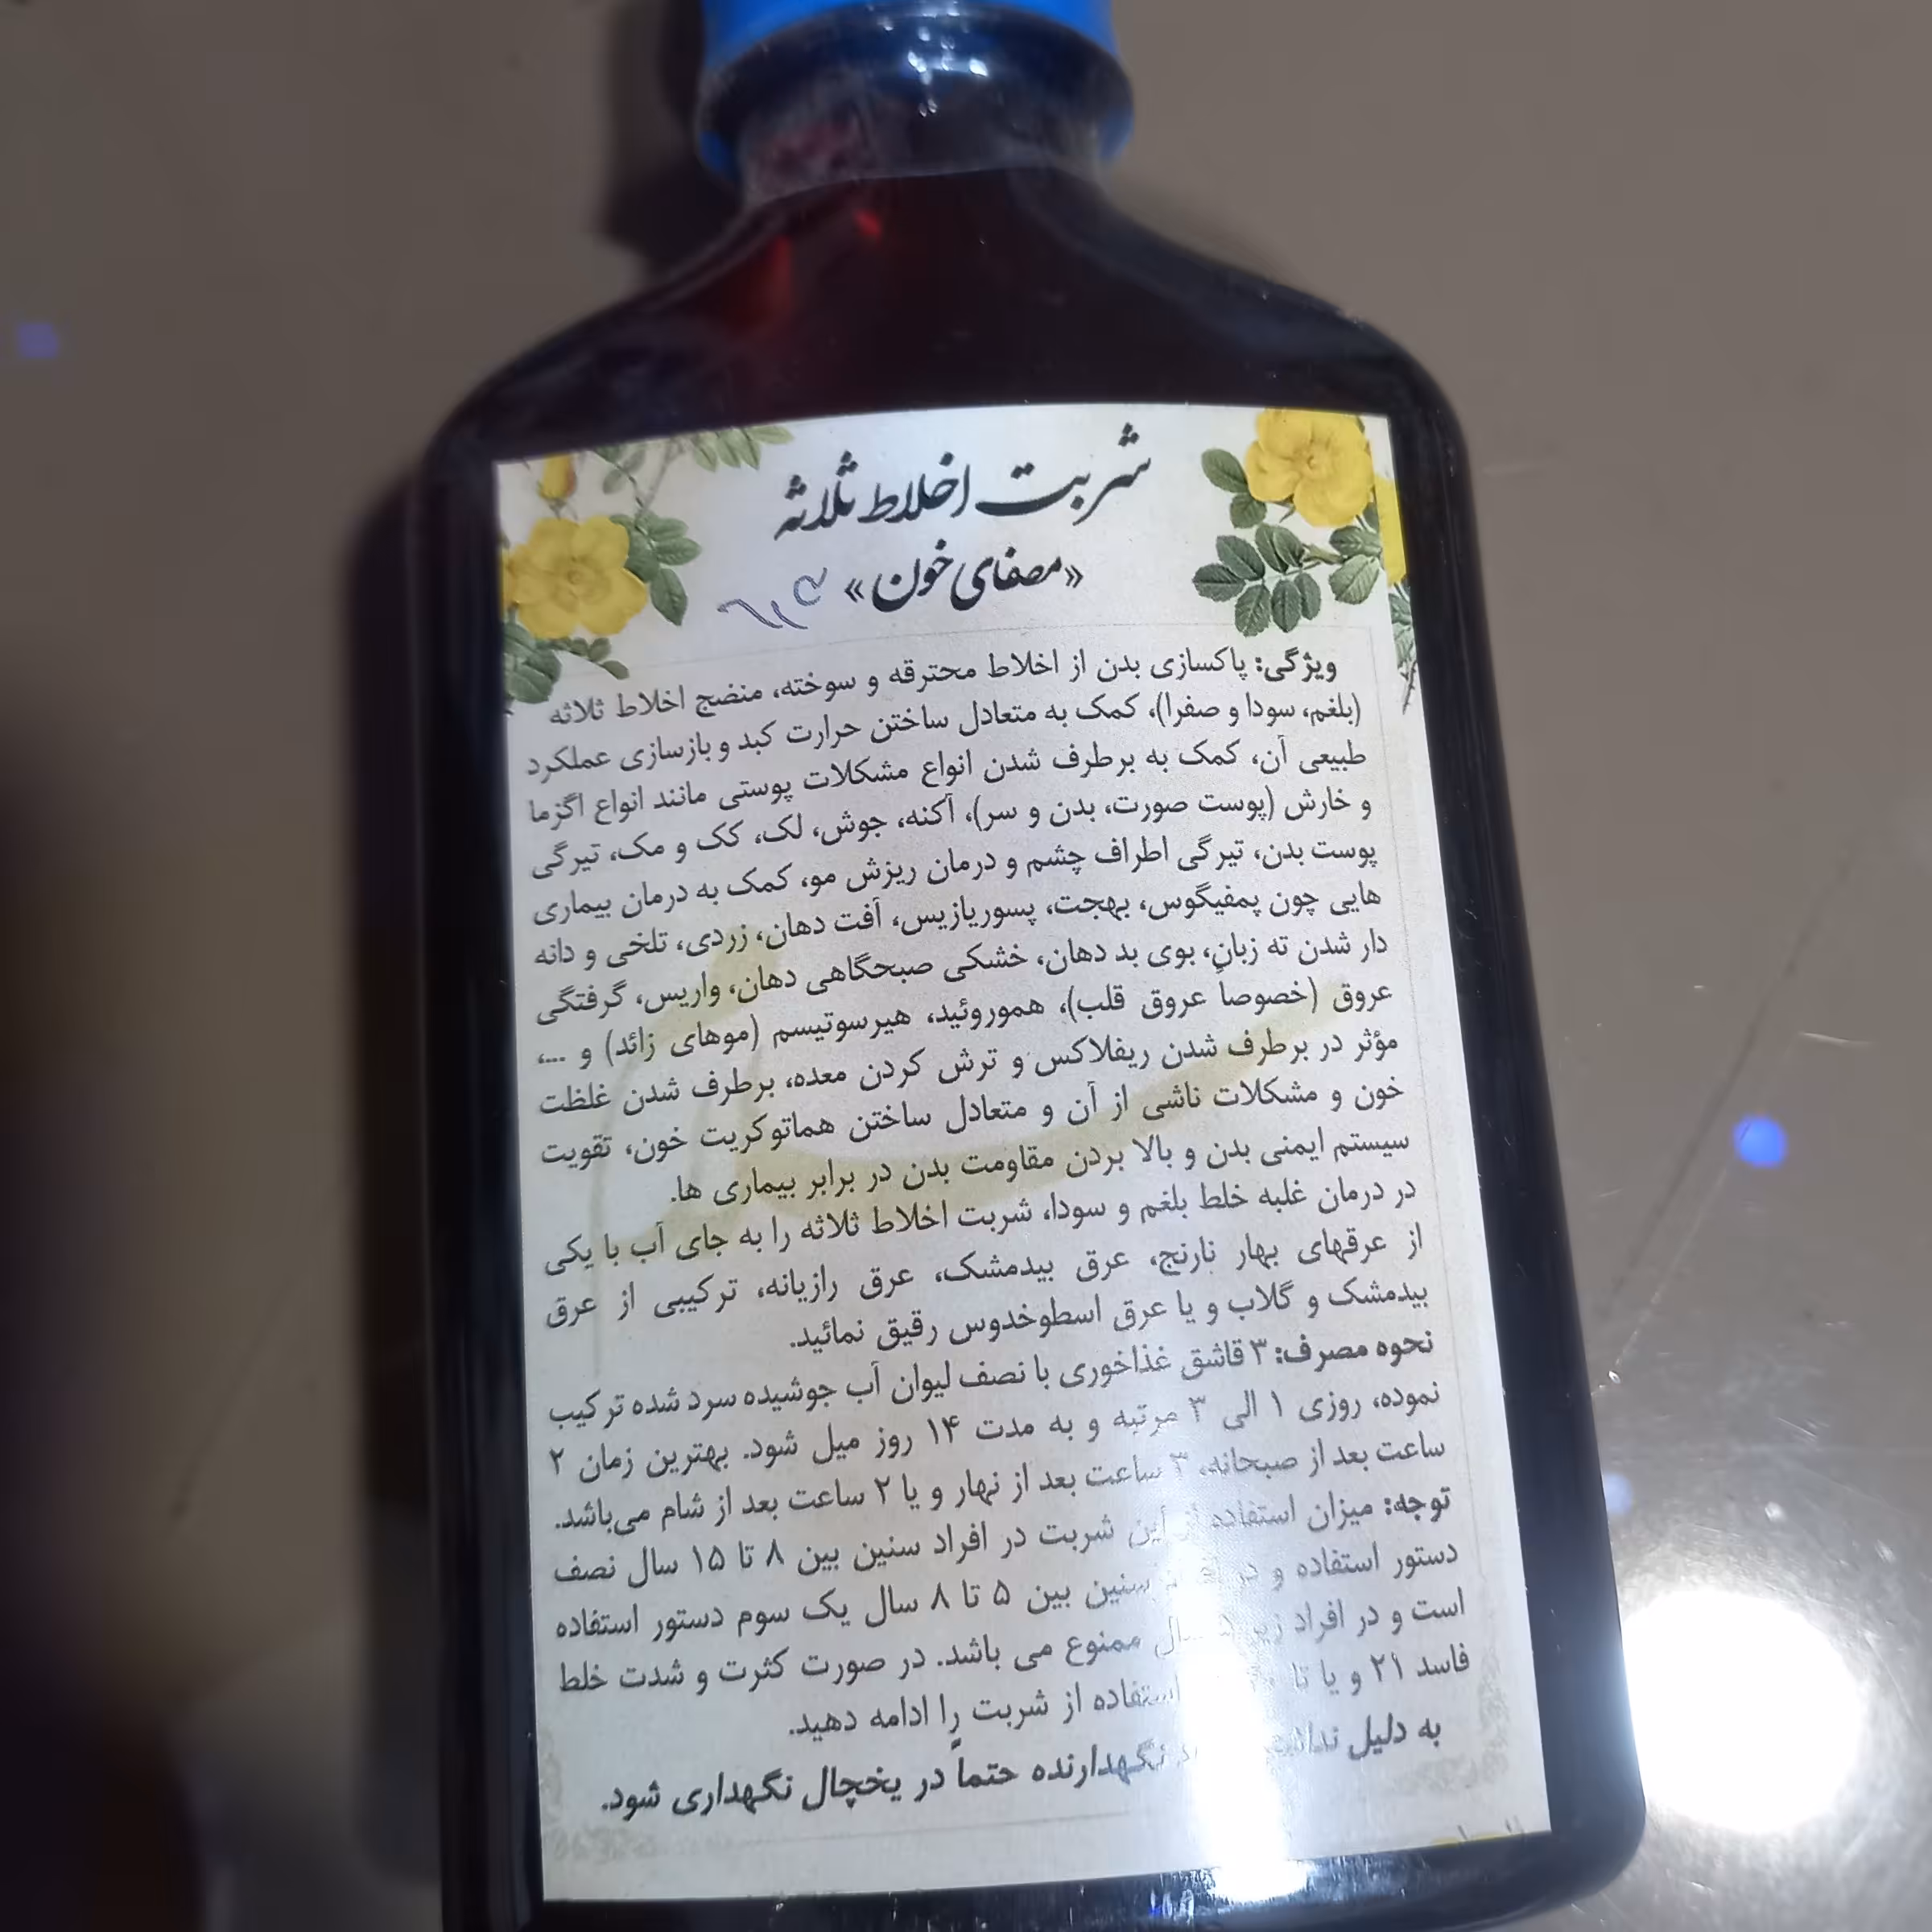 شربت اخلاط ثلاثه
«مصفای خون»
ویژگی: پاکسازی بدن از اخلاط محترقه و سوخته، منضج اخلاط ثلاثه
(بلغم، سودا و صفرا)، کمک به متعادل ساختن حرارت کبد و بازسازی عملکرد
طبیعی آن، کمک به برطرف شدن انواع مشکلات پوستی مانند انواع اگزما
و خارش (پوست صورت، بدن و سر)، آکنه، جوش، لک، کک و مک، تیرگی
پوست بدن، تیرگی اطراف چشم و درمان ریزش مو، کمک به درمان بیماری
هایی چون پمفیگوس، بهجت، پسوریازیس، آفت دهان، زردی، تلخی و دانه
دار شدن ته زبان، بوی بد دهان، خشکی صبحگاهی دهان، واریس، گرفتگی
عروق (خصوصاً عروق قلب)، هموروئید، هیرسوتیسم (موهای زائد) و ...،
مؤثر در برطرف شدن ریفلاکس و ترش کردن معده، برطرف شدن غلظت
خون و مشکلات ناشی از آن و متعادل ساختن هماتوکریت خون، تقویت
سیستم ایمنی بدن و بالا بردن مقاومت بدن در برابر بیماری ها.
در درمان غلبه خلط بلغم و سودا، شربت اخلاط ثلاثه را به جای آب با یکی
از عرقهای بهار نارنج، عرق بیدمشک، عرق رازیانه، ترکیبی از عرق
بیدمشک و گلاب و یا عرق اسطوخدوس رقیق نمائید.
نحوه مصرف: ۳ قاشق غذاخوری با نصف لیوان آب جوشیده سرد شده ترکیب
نموده، روزی ۱ الی ۳ مرتبه و به مدت ۱۴ روز میل شود. بهترین زمان ۲
ساعت بعد از صبحانه، ۳ ساعت بعد از نهار و یا ۲ ساعت بعد از شام می‌باشد.
توجه: میزان استفاده از این شربت در افراد سنین بین ۸ تا ۱۵ سال نصف
دستور استفاده و در سنین بین ۵ تا ۸ سال یک سوم دستور استفاده
است و در افراد زیر ۵ سال ممنوع می باشد. در صورت کثرت و شدت خلط
فاسد ۲۱ و یا تا استفاده از شربت را ادامه دهید.
به دلیل نگهدارنده حتماً در یخچال نگهداری شود.